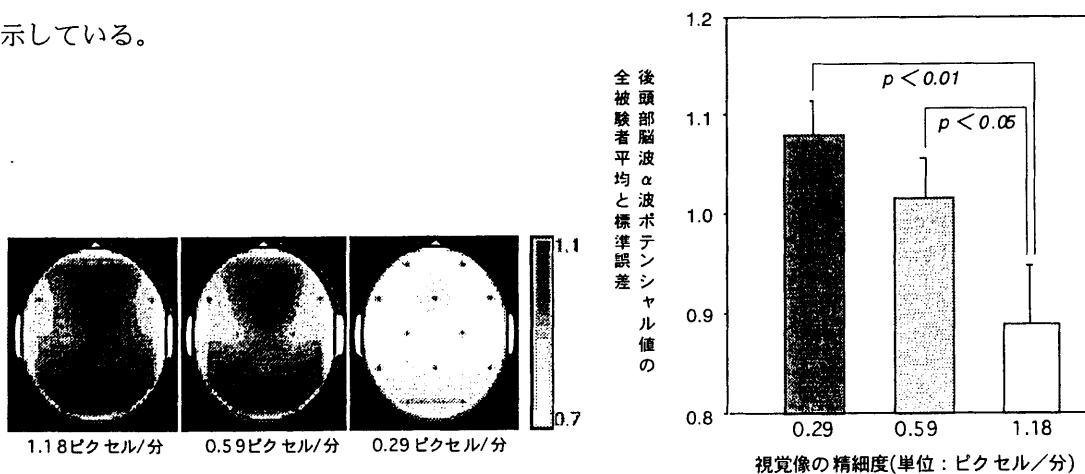 示している。
1.1
0.7
1.18ピクセル/分
0.59ピクセル/分
0.29ピクセル/分
後頭部脳波α波ポテンシャル値の
全被験者平均と標準誤差
1.2
1.1
1.0
0.9
0.8
p＜0.01
p＜0.05
0.29
0.59
1.18
視覚像の精細度(単位：ピクセル／分)